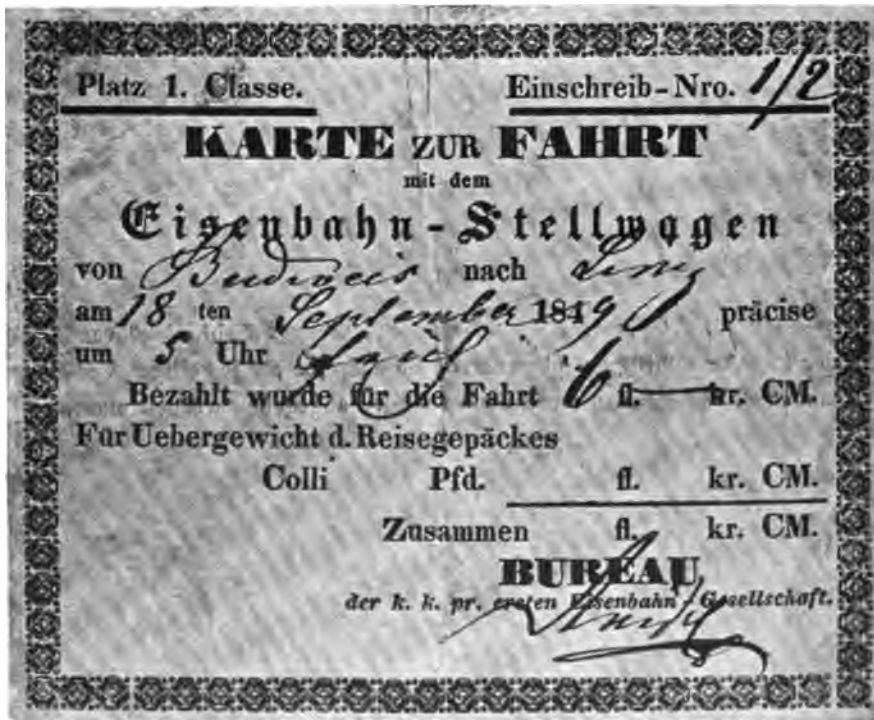 Platz 1. Classe. Einschreib-Nro. 1/2
KARTE ZUR FAHRT
mit dem
Eisenbahn-Stellwagen
von Budweis nach Linz
am 18 ten September 184
präcise
um 5 Uhr früh
Bezahlt wurde für die Fahrt 6 fl. — kr. CM.
Für Uebergewicht d. Reisegepäckes
Colli Pfd. fl. kr. CM.
Zusammen fl. kr. CM.
BUREAU
der k. k. pr. ersten Eisenbahn-Gesellschaft.